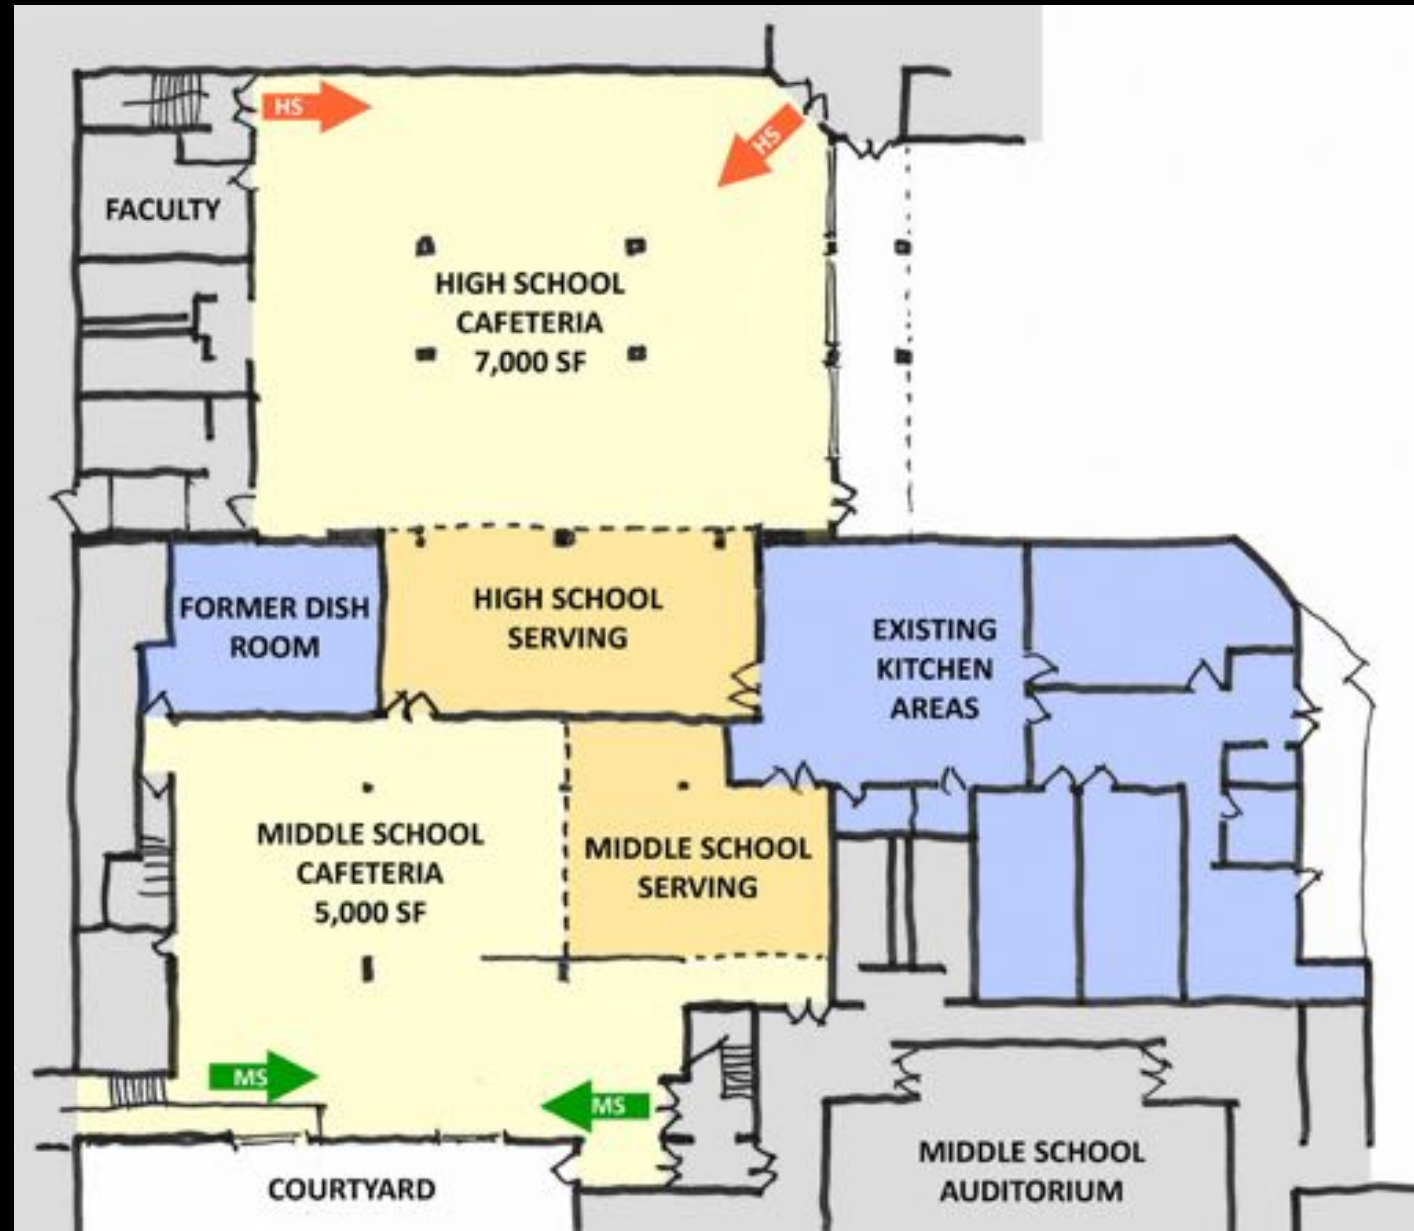 HS
HS
FACULTY
HIGH SCHOOL
CAFETERIA
7,000 SF
FORMER DISH
ROOM
HIGH SCHOOL
SERVING
EXISTING
KITCHEN
AREAS
MIDDLE SCHOOL
CAFETERIA
5,000 SF
MIDDLE SCHOOL
SERVING
MS
MS
COURTYARD
MIDDLE SCHOOL
AUDITORIUM